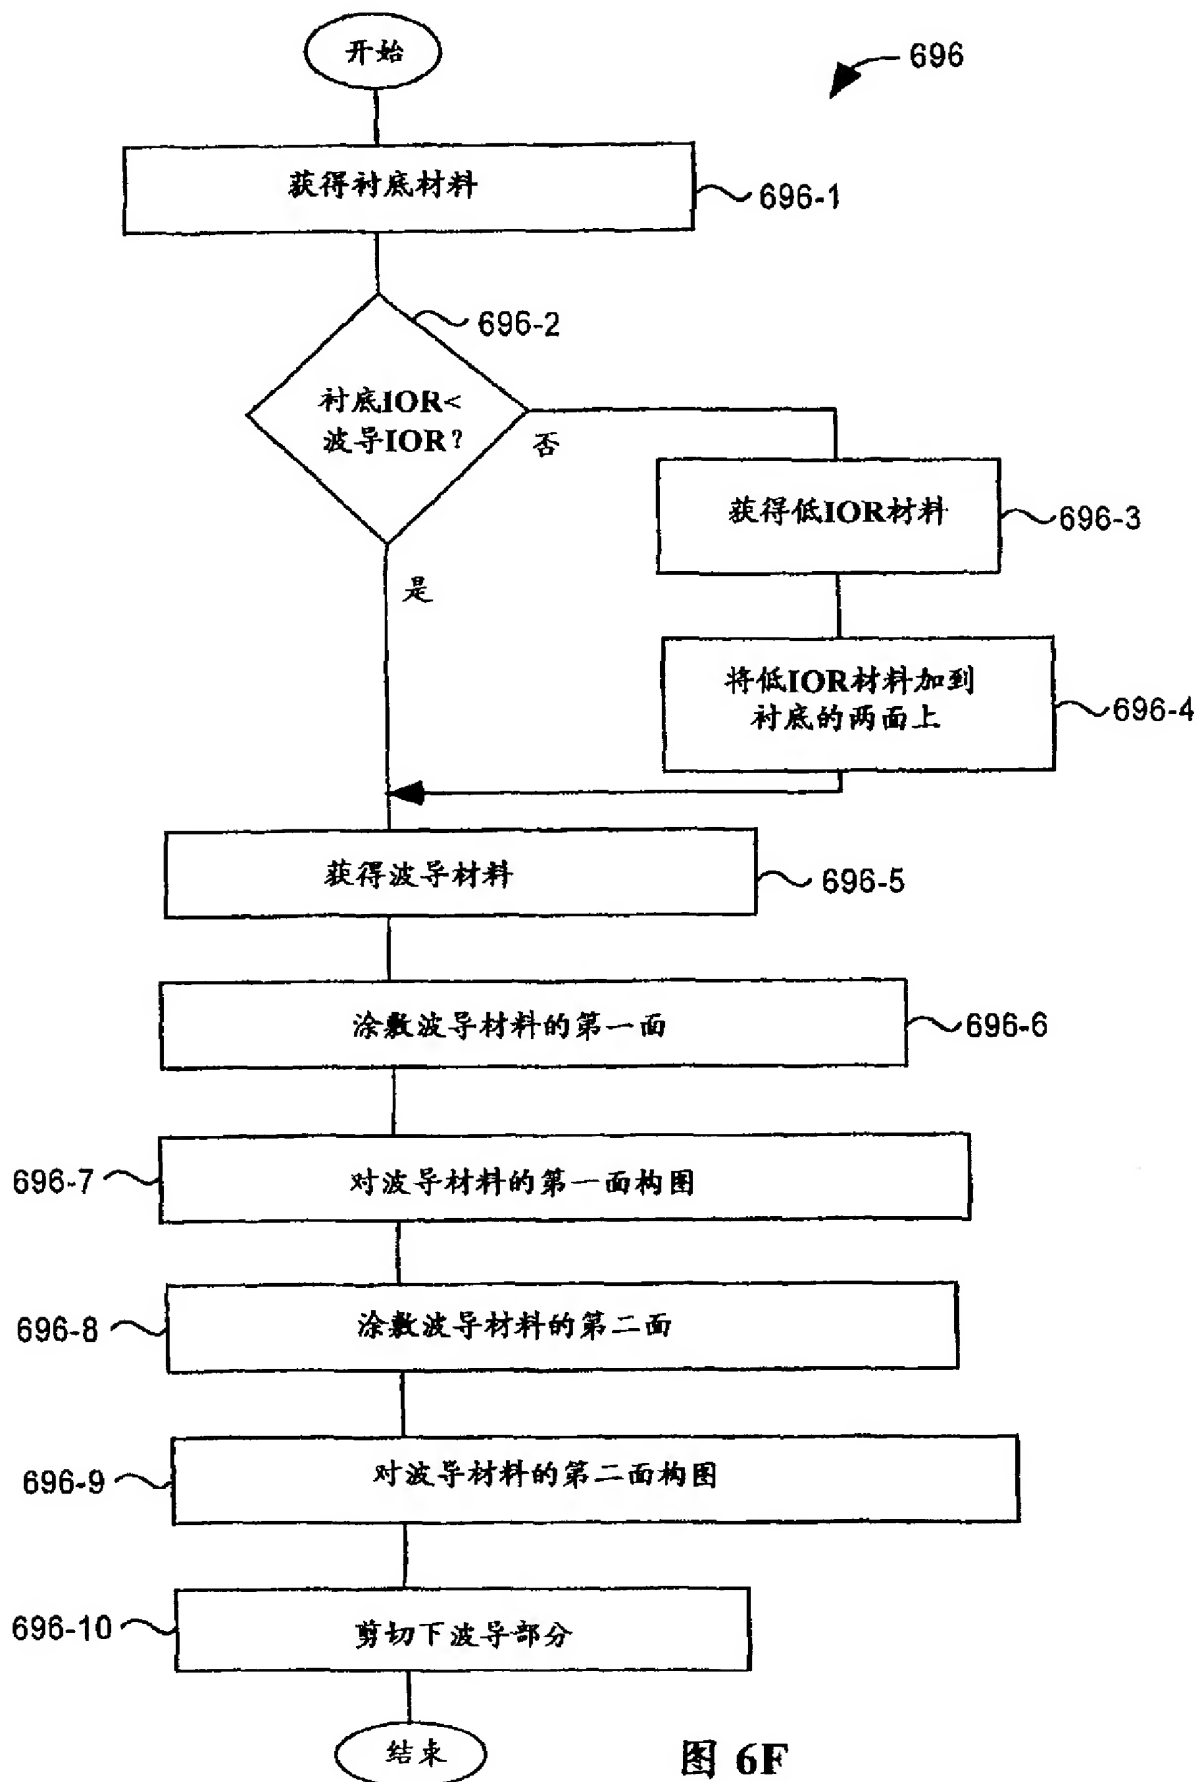 开始
696
获得衬底材料
696-1
696-2
衬底IOR<
波导IOR？
否
获得低IOR材料
696-3
是
将低IOR材料加到
衬底的两面上
696-4
获得波导材料
696-5
涂敷波导材料的第一面
696-6
696-7
对波导材料的第一面构图
696-8
涂敷波导材料的第二面
696-9
对波导材料的第二面构图
696-10
剪切下波导部分
结束
图 6F